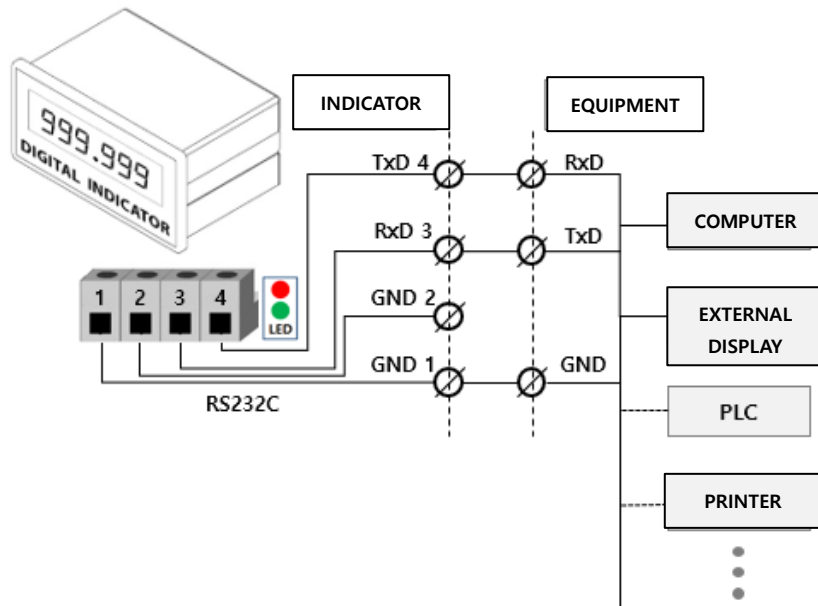 INDICATOR
EQUIPMENT
999.999
DIGITAL INDICATOR
TxD 4
RxD
COMPUTER
RxD 3
TxD
1 2 3 4
LED
GND 2
EXTERNAL
DISPLAY
GND 1
GND
RS232C
PLC
PRINTER